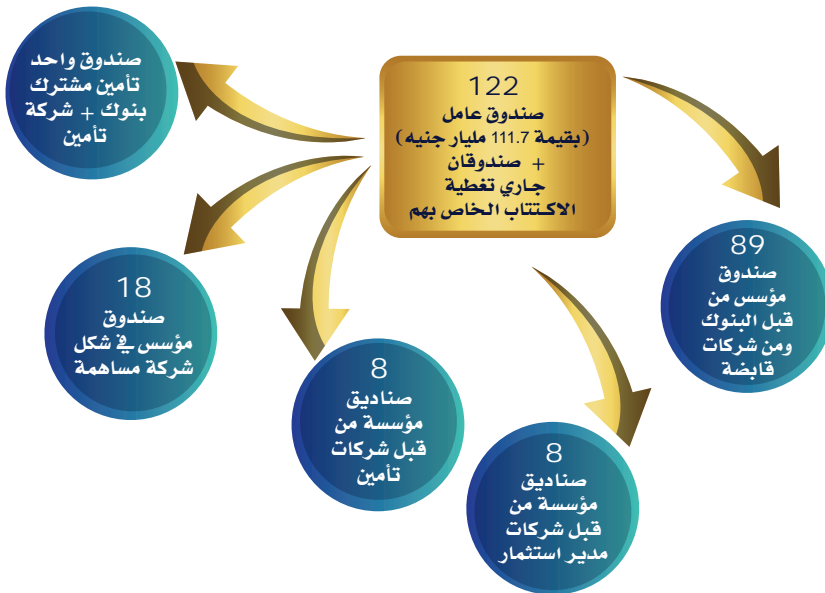 122
صندوق عامل
(بقيمة 111.7 مليار جنيه)
+ صندوقان
جاري تغطية
الاكتتاب الخاص بهم
89
صندوق
مؤسس من
قبل البنوك
ومن شركات
قابضة
8
صناديق
مؤسسة من
قبل شركات
مدير استثمار
8
صناديق
مؤسسة من
قبل شركات
تأمين
18
صندوق
مؤسس في شكل
شركة مساهمة
صندوق واحد
تأمين مشترك
بنوك + شركة
تأمين